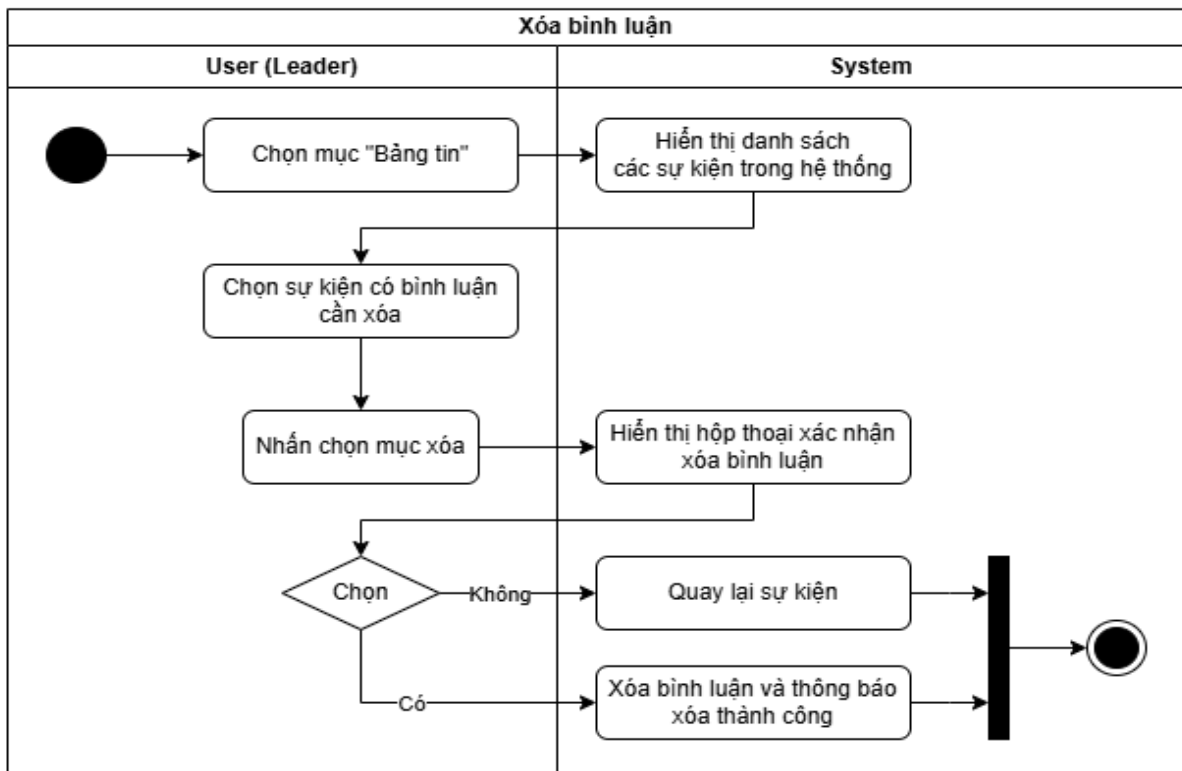 Xóa bình luận
User (Leader)
System
Chọn mục "Bảng tin"
Hiển thị danh sách
các sự kiện trong hệ thống
Chọn sự kiện có bình luận
cần xóa
Nhấn chọn mục xóa
Hiển thị hộp thoại xác nhận
xóa bình luận
Chọn
Không
Quay lại sự kiện
Có
Xóa bình luận và thông báo
xóa thành công